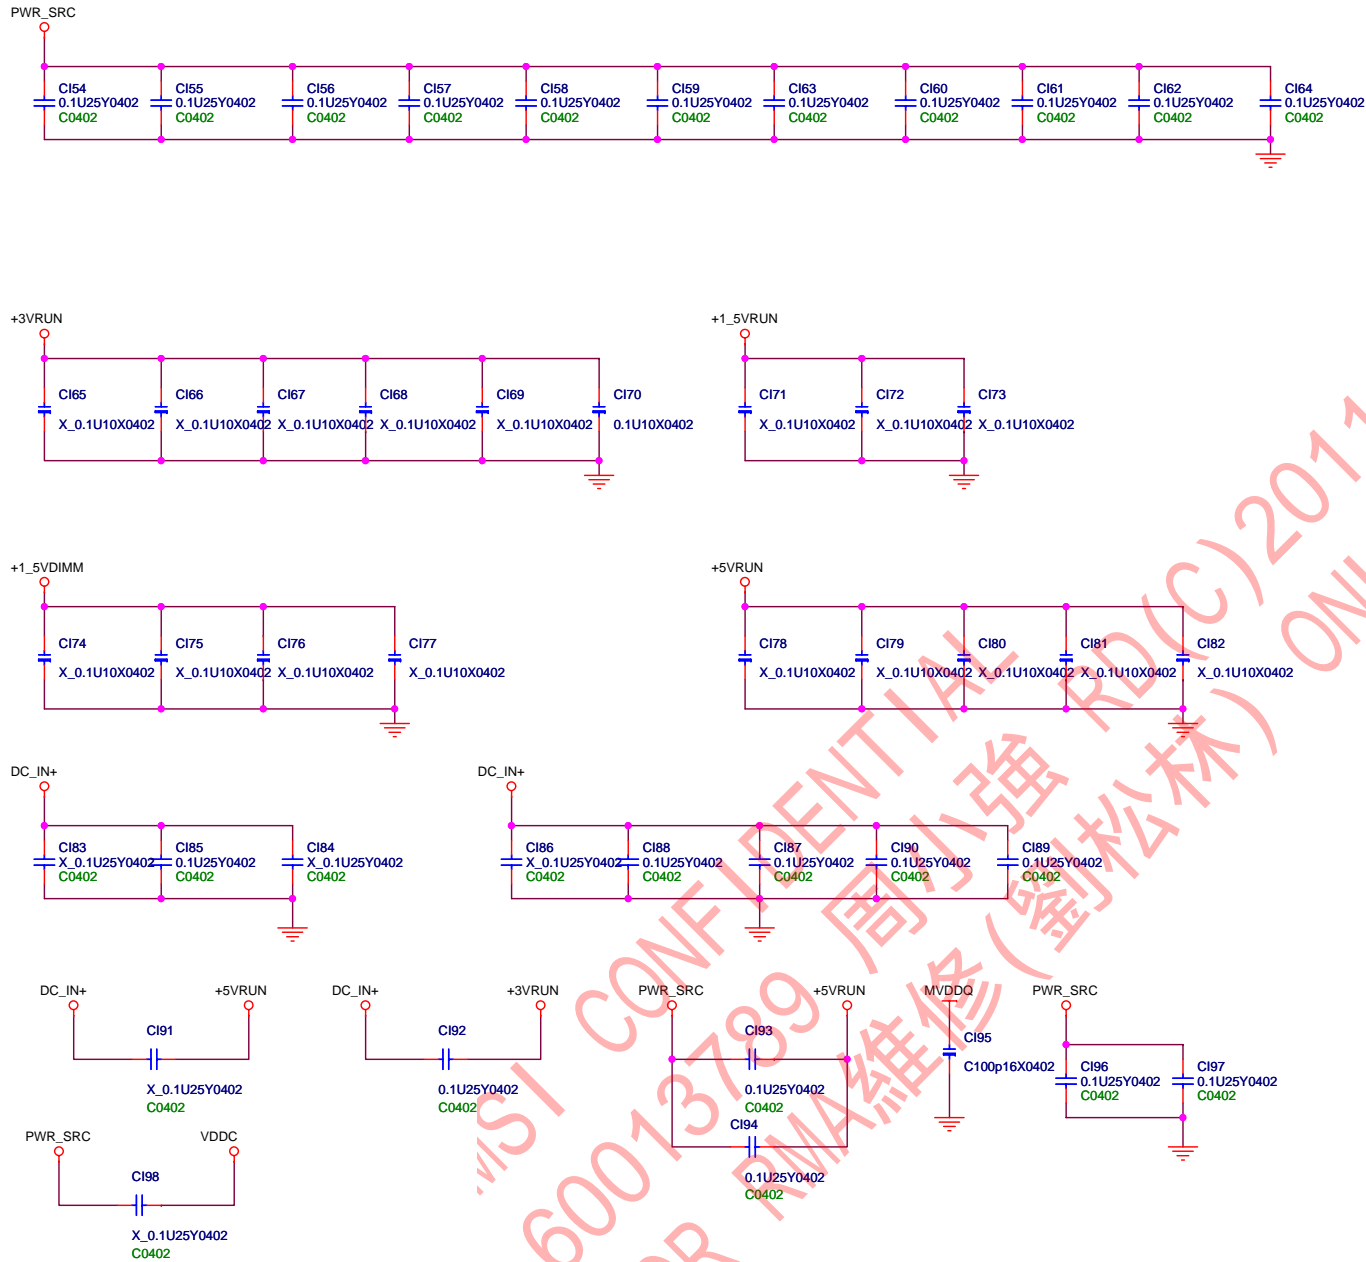 PWR_SRC
CI54 CI55 CI56 CI57 CI58 CI59 CI63 CI60 CI61 CI62 CI64
0.1U25Y0402 0.1U25Y0402 0.1U25Y0402 0.1U25Y0402 0.1U25Y0402 0.1U25Y0402 0.1U25Y0402 0.1U25Y0402 0.1U25Y0402 0.1U25Y0402 0.1U25Y0402
C0402 C0402 C0402 C0402 C0402 C0402 C0402 C0402 C0402 C0402 C0402
+3VRUN +1_5VRUN
CI65 CI66 CI67 CI68 CI69 CI70 CI71 CI72 CI73
X_0.1U10X0402 X_0.1U10X0402 X_0.1U10X0402 X_0.1U10X0402 X_0.1U10X0402 0.1U10X0402 X_0.1U10X0402 X_0.1U10X0402 X_0.1U10X0402
+1_5VDIMM +5VRUN
CI74 CI75 CI76 CI77 CI78 CI79 CI80 CI81 CI82
X_0.1U10X0402 X_0.1U10X0402 X_0.1U10X0402 X_0.1U10X0402 X_0.1U10X0402 X_0.1U10X0402 X_0.1U10X0402 X_0.1U10X0402 X_0.1U10X0402
DC_IN+ DC_IN+
CI83 CI85 CI84 CI86 CI88 CI87 CI90 CI89
X_0.1U25Y0402 0.1U25Y0402 X_0.1U25Y0402 X_0.1U25Y0402 0.1U25Y0402 0.1U25Y0402 0.1U25Y0402 0.1U25Y0402
C0402 C0402 C0402 C0402 C0402 C0402 C0402 C0402
DC_IN+ +5VRUN DC_IN+ +3VRUN PWR_SRC +5VRUN MVDDQ PWR_SRC
CI91 CI92 CI93 CI95
C100p16X0402
CI96 CI97
0.1U25Y0402 0.1U25Y0402
C0402 C0402
X_0.1U25Y0402 0.1U25Y0402 0.1U25Y0402
C0402 C0402 C0402
CI94
0.1U25Y0402
C0402
PWR_SRC VDDC
CI98
X_0.1U25Y0402
C0402
MSI CONFIDENTIAL
60013789 周小強 RD(C)2011
RMA維修(劉松林)